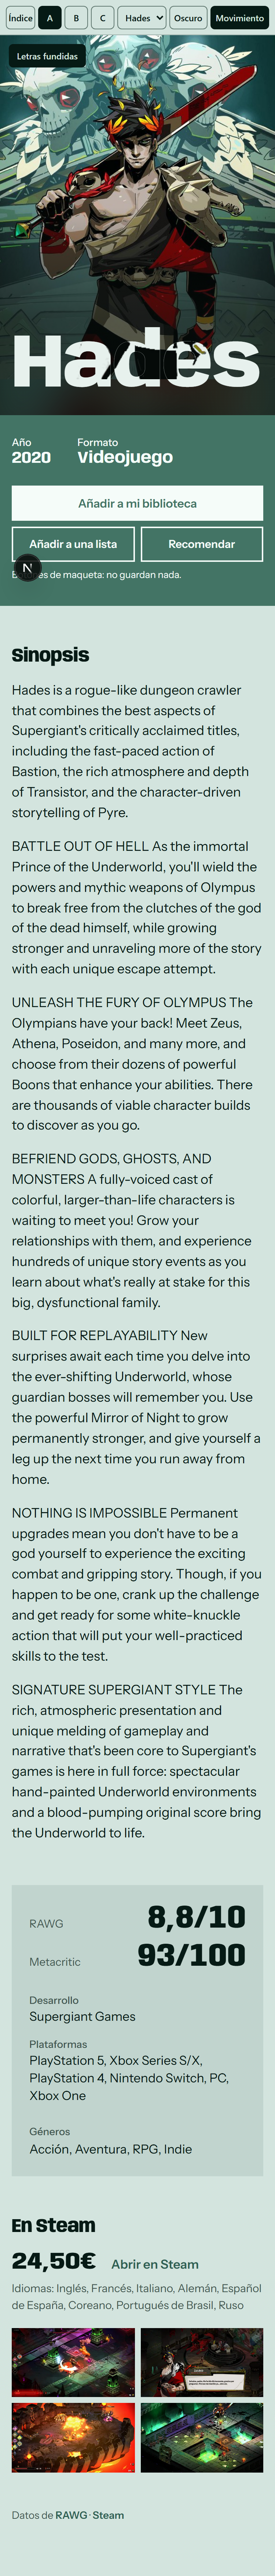 Índice A B C Hades Oscuro Movimiento
Letras fundidas
Hades
Año Formato
2020 Videojuego
Añadir a mi biblioteca
Añadir a una lista Recomendar
N
es de maqueta: no guardan nada.
Sinopsis
Hades is a rogue-like dungeon crawler
that combines the best aspects of
Supergiant's critically acclaimed titles,
including the fast-paced action of
Bastion, the rich atmosphere and depth
of Transistor, and the character-driven
storytelling of Pyre.
BATTLE OUT OF HELL As the immortal
Prince of the Underworld, you'll wield the
powers and mythic weapons of Olympus
to break free from the clutches of the god
of the dead himself, while growing
stronger and unraveling more of the story
with each unique escape attempt.
UNLEASH THE FURY OF OLYMPUS The
Olympians have your back! Meet Zeus,
Athena, Poseidon, and many more, and
choose from their dozens of powerful
Boons that enhance your abilities. There
are thousands of viable character builds
to discover as you go.
BEFRIEND GODS, GHOSTS, AND
MONSTERS A fully-voiced cast of
colorful, larger-than-life characters is
waiting to meet you! Grow your
relationships with them, and experience
hundreds of unique story events as you
learn about what's really at stake for this
big, dysfunctional family.
BUILT FOR REPLAYABILITY New
surprises await each time you delve into
the ever-shifting Underworld, whose
guardian bosses will remember you. Use
the powerful Mirror of Night to grow
permanently stronger, and give yourself a
leg up the next time you run away from
home.
NOTHING IS IMPOSSIBLE Permanent
upgrades mean you don't have to be a
god yourself to experience the exciting
combat and gripping story. Though, if you
happen to be one, crank up the challenge
and get ready for some white-knuckle
action that will put your well-practiced
skills to the test.
SIGNATURE SUPERGIANT STYLE The
rich, atmospheric presentation and
unique melding of gameplay and
narrative that's been core to Supergiant's
games is here in full force: spectacular
hand-painted Underworld environments
and a blood-pumping original score bring
the Underworld to life.
RAWG 8,8/10
Metacritic 93/100
Desarrollo
Supergiant Games
Plataformas
PlayStation 5, Xbox Series S/X,
PlayStation 4, Nintendo Switch, PC,
Xbox One
Géneros
Acción, Aventura, RPG, Indie
En Steam
24,50€ Abrir en Steam
Idiomas: Inglés, Francés, Italiano, Alemán, Español
de España, Coreano, Portugués de Brasil, Ruso
Datos de RAWG · Steam